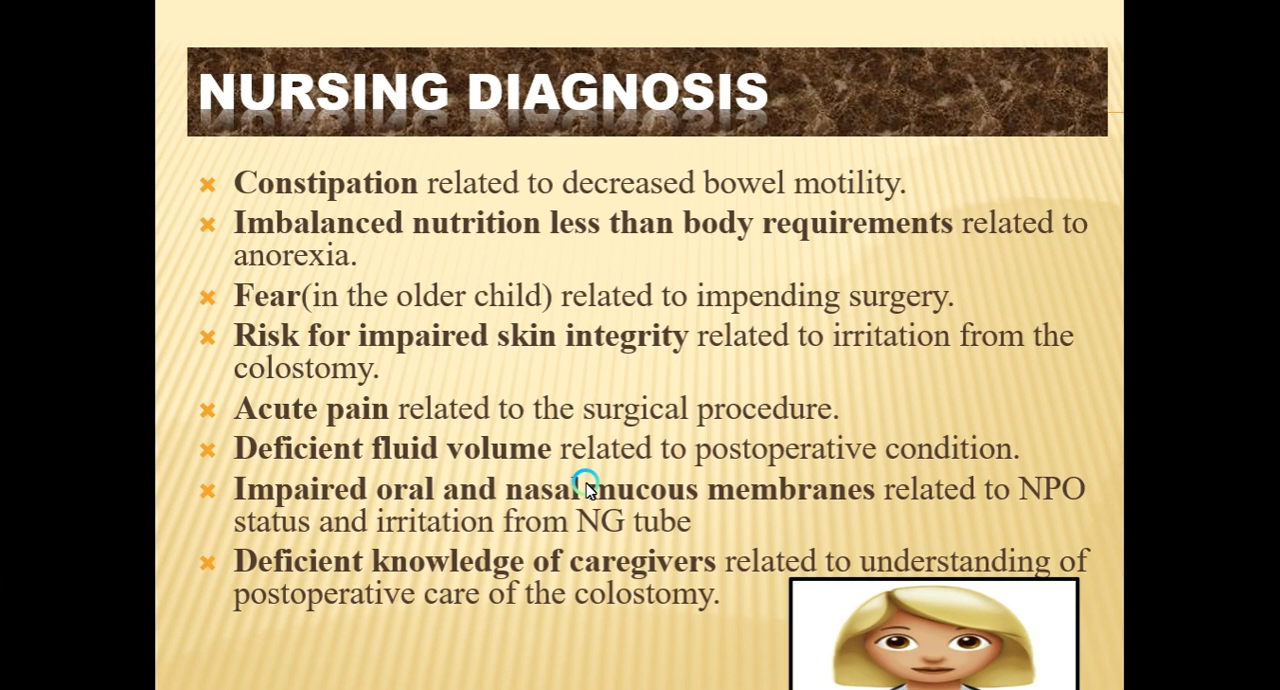 NURSING DIAGNOSIS
Constipation related to decreased bowel motility.
Imbalanced nutrition less than body requirements related to
anorexia.
Fear(in the older child) related to impending surgery.
Risk for impaired skin integrity related to irritation from the
colostomy.
Acute pain related to the surgical procedure.
Deficient fluid volume related to postoperative condition.
Impaired oral and nasal mucous membranes related to NPO
status and irritation from NG tube
Deficient knowledge of caregivers related to understanding of
postoperative care of the colostomy.